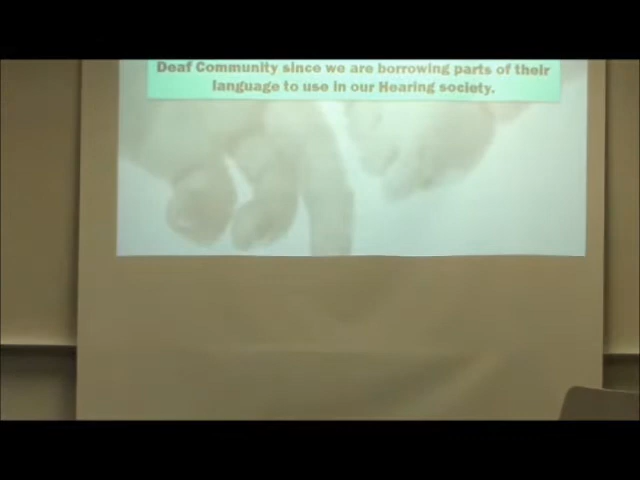 Deaf Community since we are borrowing parts of their
language to use in our Hearing society.